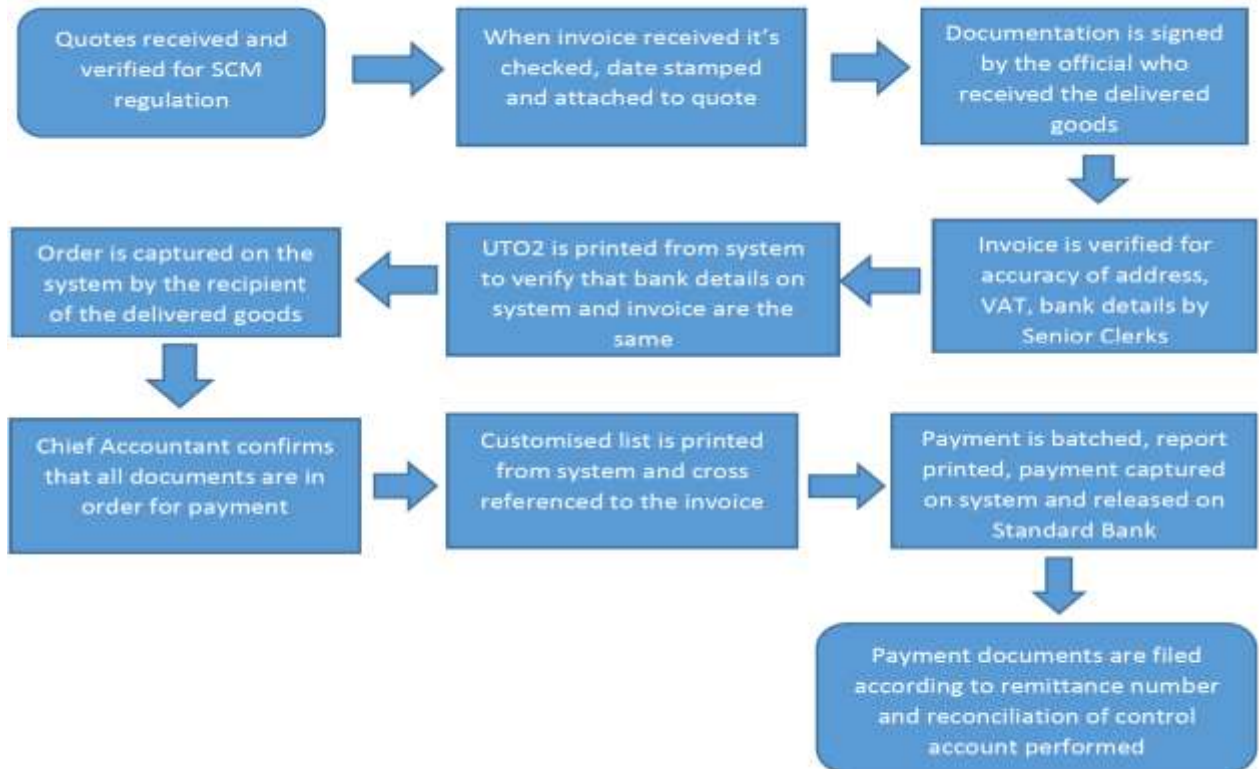 Quotes received and
verified for SCM
regulation
When invoice received it's
checked, date stamped
and attached to quote
Documentation is signed
by the official who
received the delivered
goods
Invoice is verified for
accuracy of address,
VAT, bank details by
Senior Clerks
UTO2 is printed from system
to verify that bank details on
system and invoice are the
same
Order is captured on the
system by the recipient
of the delivered goods
Chief Accountant confirms
that all documents are in
order for payment
Customised list is printed
from system and cross
referenced to the invoice
Payment is batched, report
printed, payment captured
on system and released on
Standard Bank
Payment documents are filed
according to remittance number
and reconciliation of control
account performed